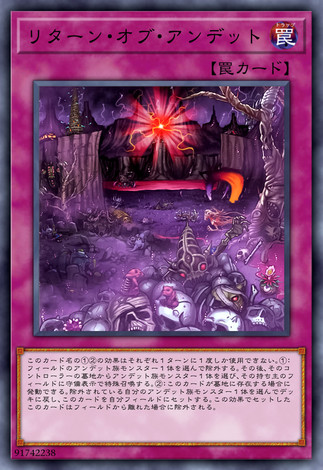 リターン・オブ・アンデット
トラップ
罠
【罠カード】
このカード名の①②の効果はそれぞれ１ターンに１度しか使用できない。①：
フィールドのアンデット族モンスター１体を選んで除外する。その後、そのコ
ントローラーの墓地からアンデット族モンスター１体を選び、その持ち主のフ
ィールドに守備表示で特殊召喚する。②：このカードが墓地に存在する場合に
発動できる。除外されている自分のアンデット族モンスター１体を選んでデッ
キに戻し、このカードを自分フィールドにセットする。この効果でセットした
このカードはフィールドから離れた場合に除外される。
91742238